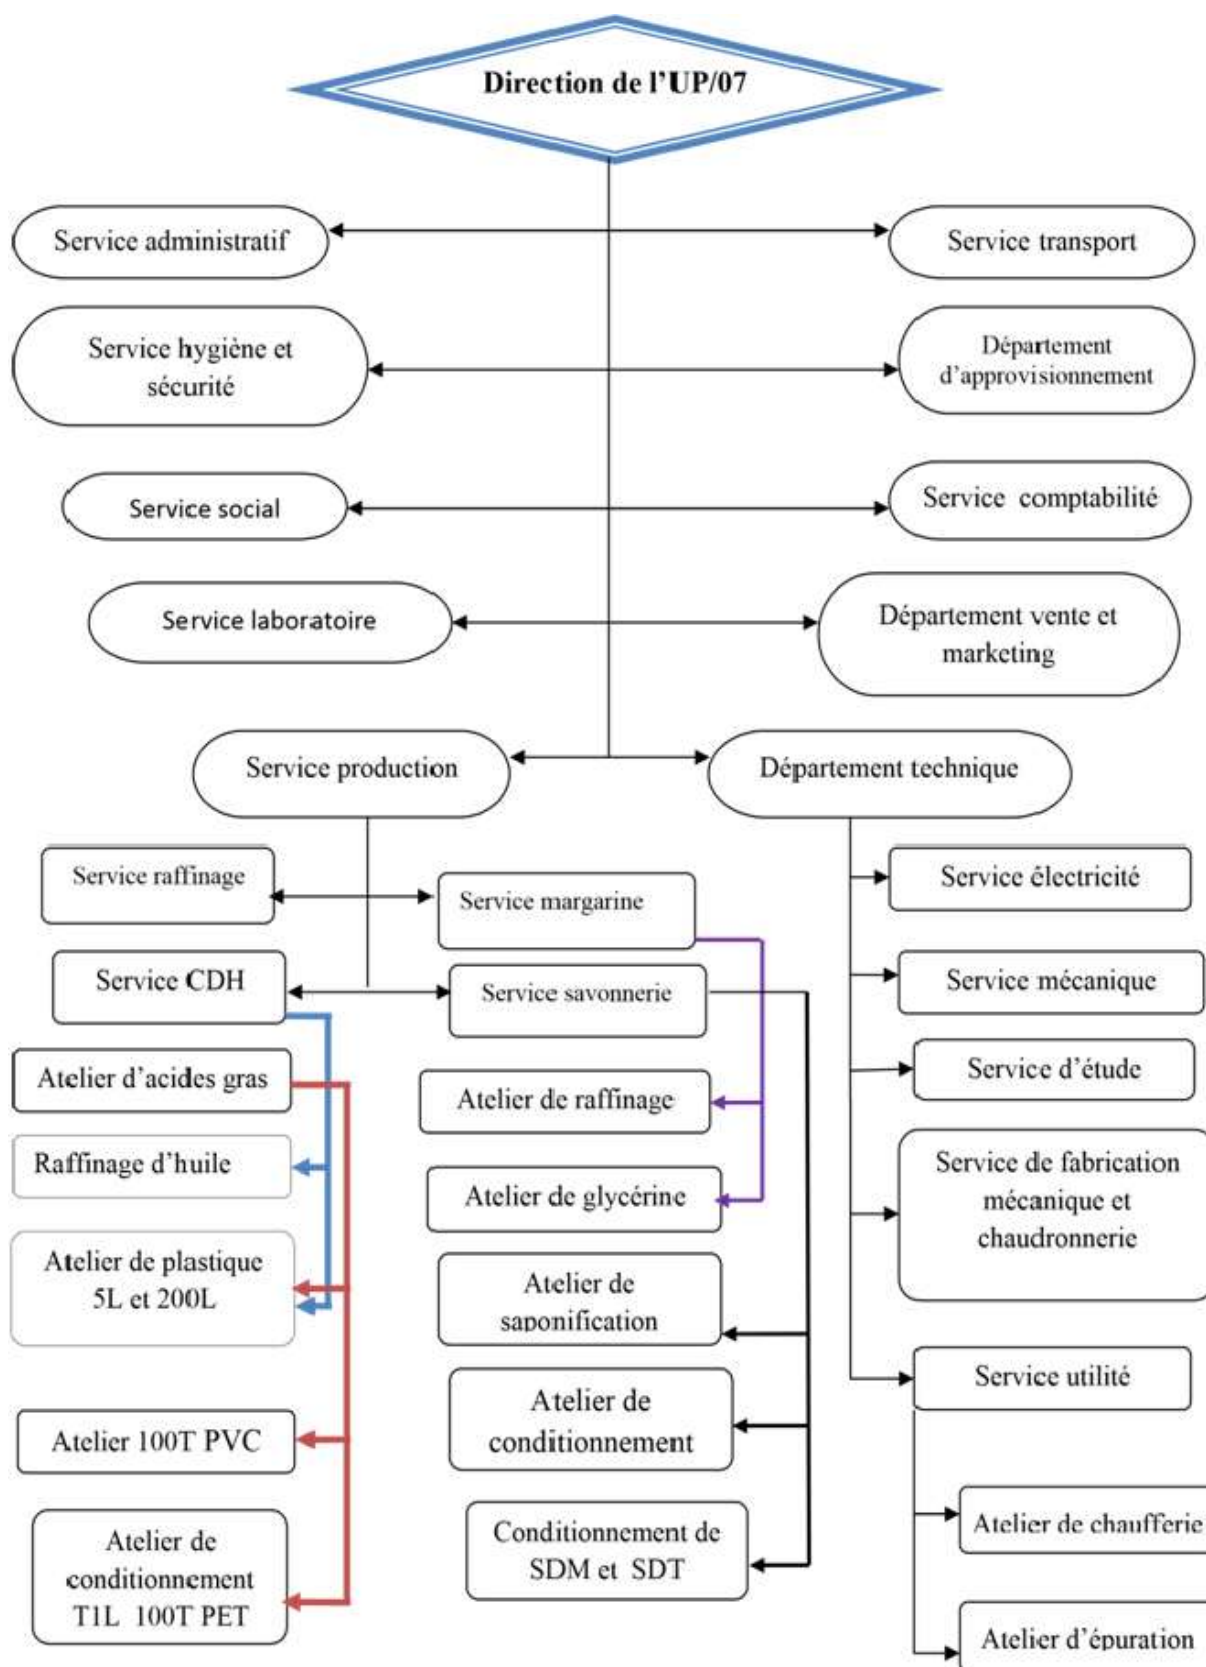 Direction de l'UP/07
Service administratif
Service transport
Service hygiène et
sécurité
Département
d'approvisionnement
Service social
Service comptabilité
Service laboratoire
Département vente et
marketing
Service production
Département technique
Service raffinage
Service margarine
Service électricité
Service CDH
Service savonnerie
Service mécanique
Atelier d'acides gras
Atelier de raffinage
Service d'étude
Raffinage d'huile
Atelier de glycérine
Service de fabrication
mécanique et
chaudronnerie
Atelier de plastique
5L et 200L
Atelier de
saponification
Service utilité
Atelier 100T PVC
Atelier de
conditionnement
Atelier de
conditionnement
T1L 100T PET
Conditionnement de
SDM et SDT
Atelier de chaufferie
Atelier d'épuration